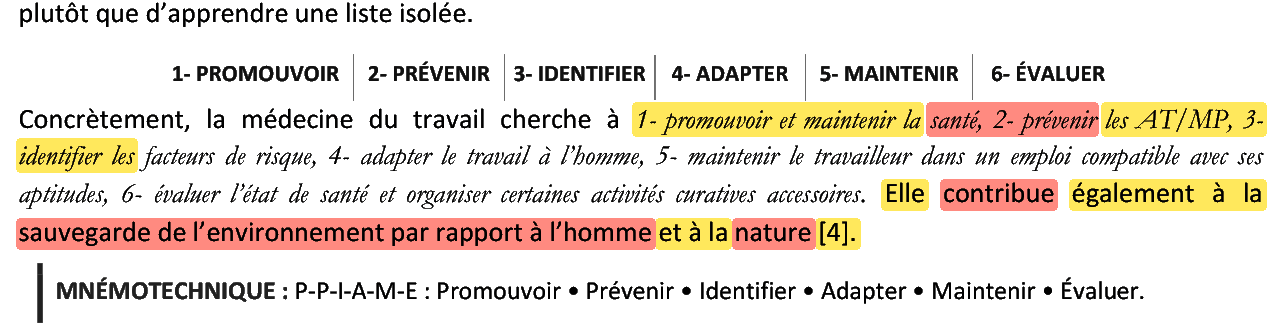 plutôt que d’apprendre une liste isolée.
1- PROMOUVOIR 2- PRÉVENIR 3- IDENTIFIER 4- ADAPTER 5- MAINTENIR 6- ÉVALUER
Concrètement, la médecine du travail cherche à 1- promouvoir et maintenir la santé, 2- prévenir les AT/MP, 3-
identifier les facteurs de risque, 4- adapter le travail à l’homme, 5- maintenir le travailleur dans un emploi compatible avec ses
aptitudes, 6- évaluer l’état de santé et organiser certaines activités curatives accessoires. Elle contribue également à la
sauvegarde de l’environnement par rapport à l’homme et à la nature [4].
MNÉMOTECHNIQUE : P-P-I-A-M-E : Promouvoir • Prévenir • Identifier • Adapter • Maintenir • Évaluer.